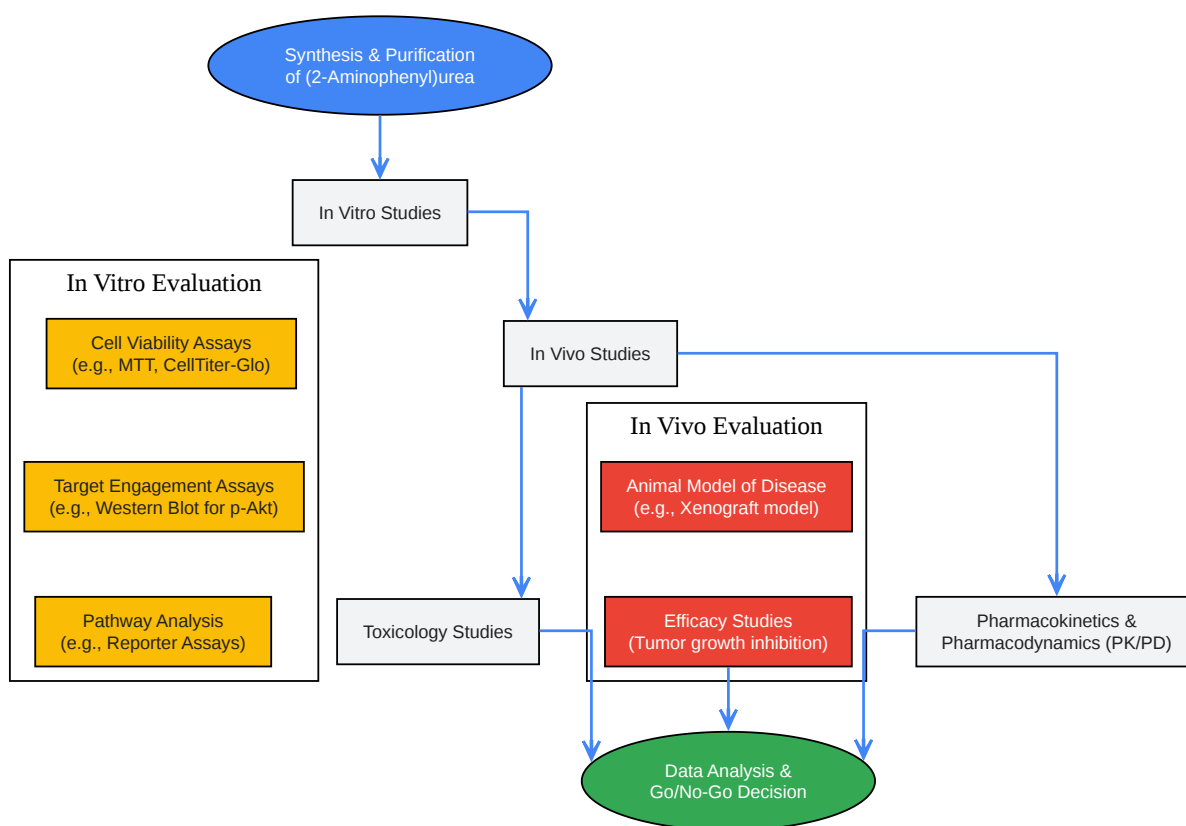 Synthesis & Purification
of (2-Aminophenyl)urea
In Vitro Studies
In Vitro Evaluation
Cell Viability Assays
(e.g., MTT, CellTiter-Glo)
Target Engagement Assays
(e.g., Western Blot for p-Akt)
Pathway Analysis
(e.g., Reporter Assays)
In Vivo Studies
In Vivo Evaluation
Animal Model of Disease
(e.g., Xenograft model)
Efficacy Studies
(Tumor growth inhibition)
Toxicology Studies
Pharmacokinetics &
Pharmacodynamics (PK/PD)
Data Analysis &
Go/No-Go Decision